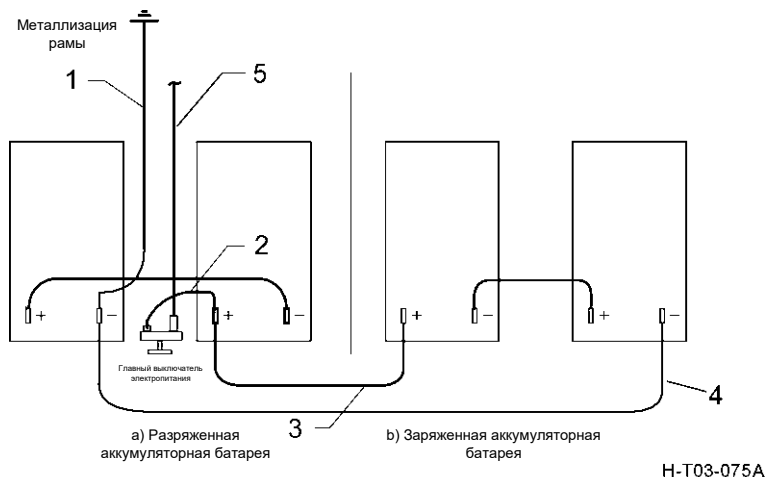 Металлизация
рамы
1
5
2
+
−
+
−
+
−
+
−
Главный выключатель
электропитания
3
4
a) Разряженная
аккумуляторная батарея
b) Заряженная аккумуляторная
батарея
H-T03-075A